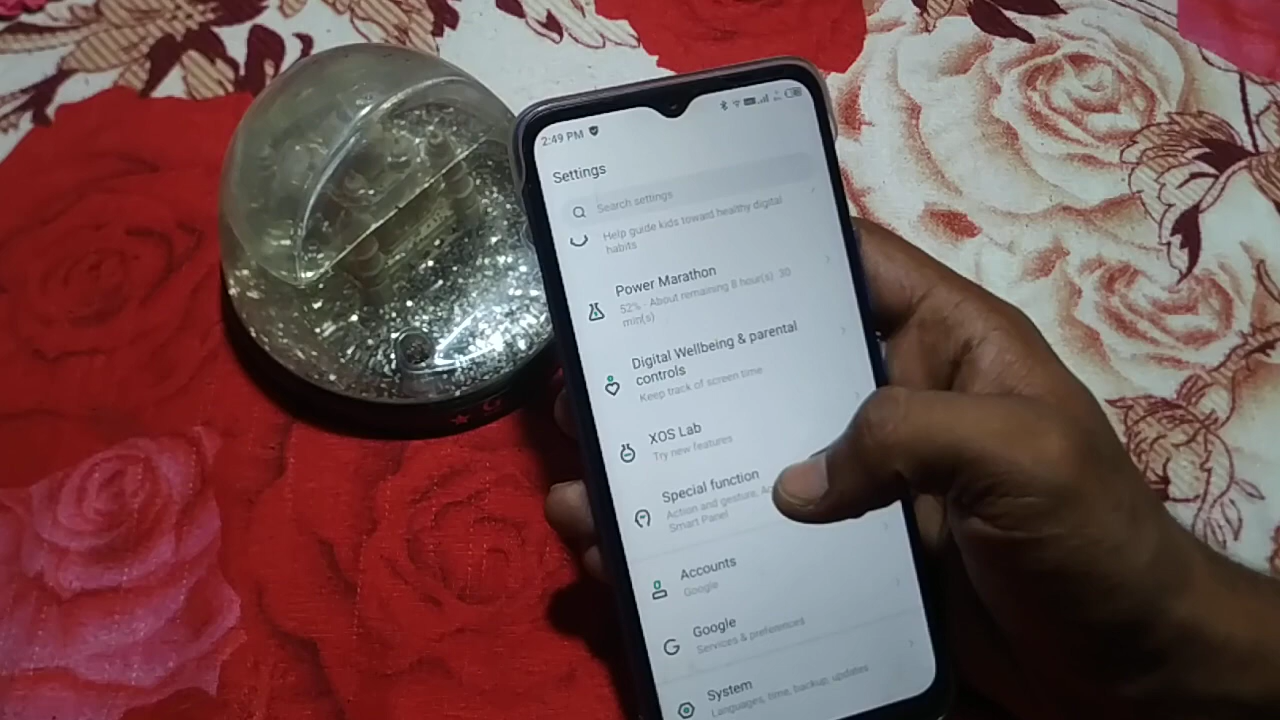 2:49 PM
Settings
Search settings
Help guide kids toward healthy digital
habits
Power Marathon
52% - About remaining 8 hour(s) 30
min(s)
Digital Wellbeing & parental
controls
Keep track of screen time
XOS Lab
Try new features
Special function
Action and gesture,
Smart Panel
Accounts
Google
Google
Services & preferences
System
Languages, time, backup, updates